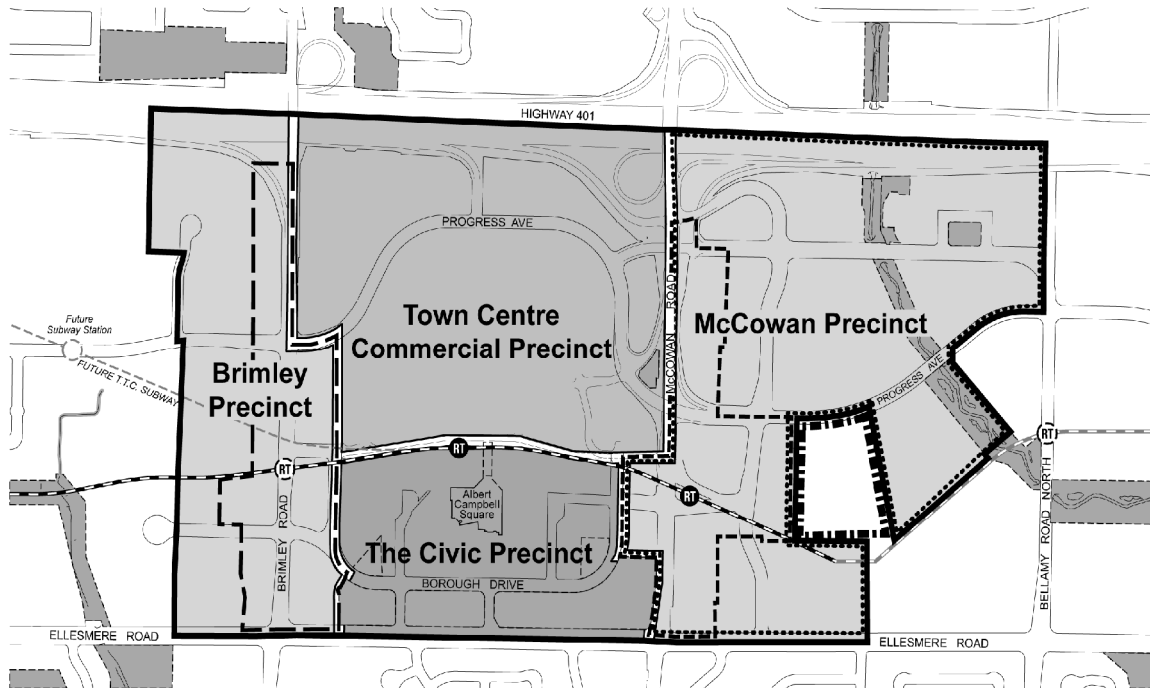 HIGHWAY 401
PROGRESS AVE
Town Centre
Commercial Precinct
McCOWAN ROAD
McCowan Precinct
Future
Subway Station
FUTURE T.T.C. SUBWAY
Brimley
Precinct
PROGRESS AVE
RT
RT
RT
RT
Albert
Campbell
Square
BRIMLEY ROAD
The Civic Precinct
BOROUGH DRIVE
BELLAMY ROAD NORTH
ELLESMERE ROAD
ELLESMERE ROAD